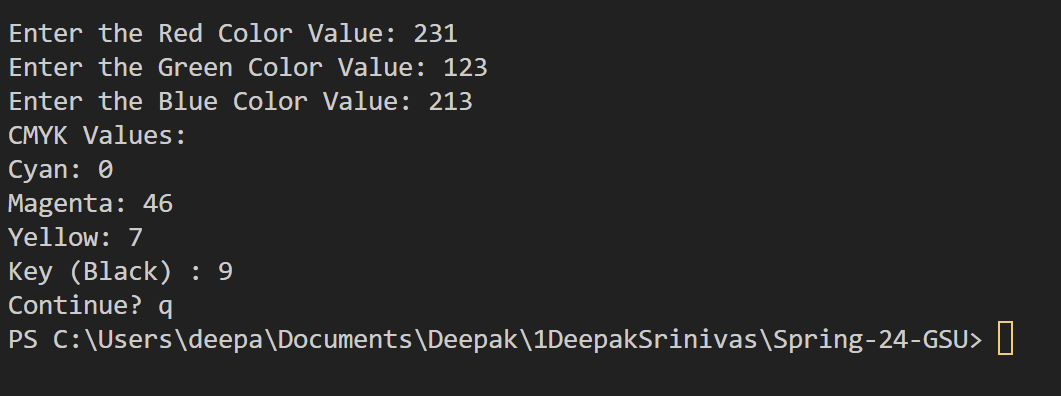 Enter the Red Color Value: 231
Enter the Green Color Value: 123
Enter the Blue Color Value: 213
CMYK Values:
Cyan: 0
Magenta: 46
Yellow: 7
Key (Black) : 9
Continue? q
PS C:\Users\deepa\Documents\Deepak\1DeepakSrinivas\Spring-24-GSU>